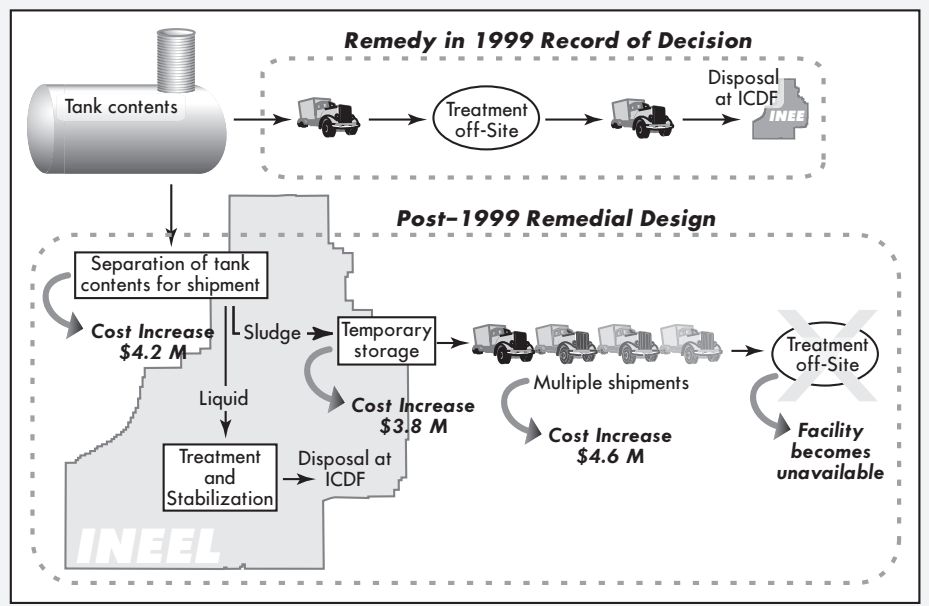 Remedy in 1999 Record of Decision
Tank contents
Treatment
off-Site
Disposal
at ICDF
INEE
Post–1999 Remedial Design
Separation of tank
contents for shipment
Cost Increase
$4.2 M
Sludge
Temporary
storage
Cost Increase
$3.8 M
Multiple shipments
Cost Increase
$4.6 M
Treatment
off-Site
Facility
becomes
unavailable
Liquid
Treatment
and
Stabilization
Disposal at
ICDF
INEEL